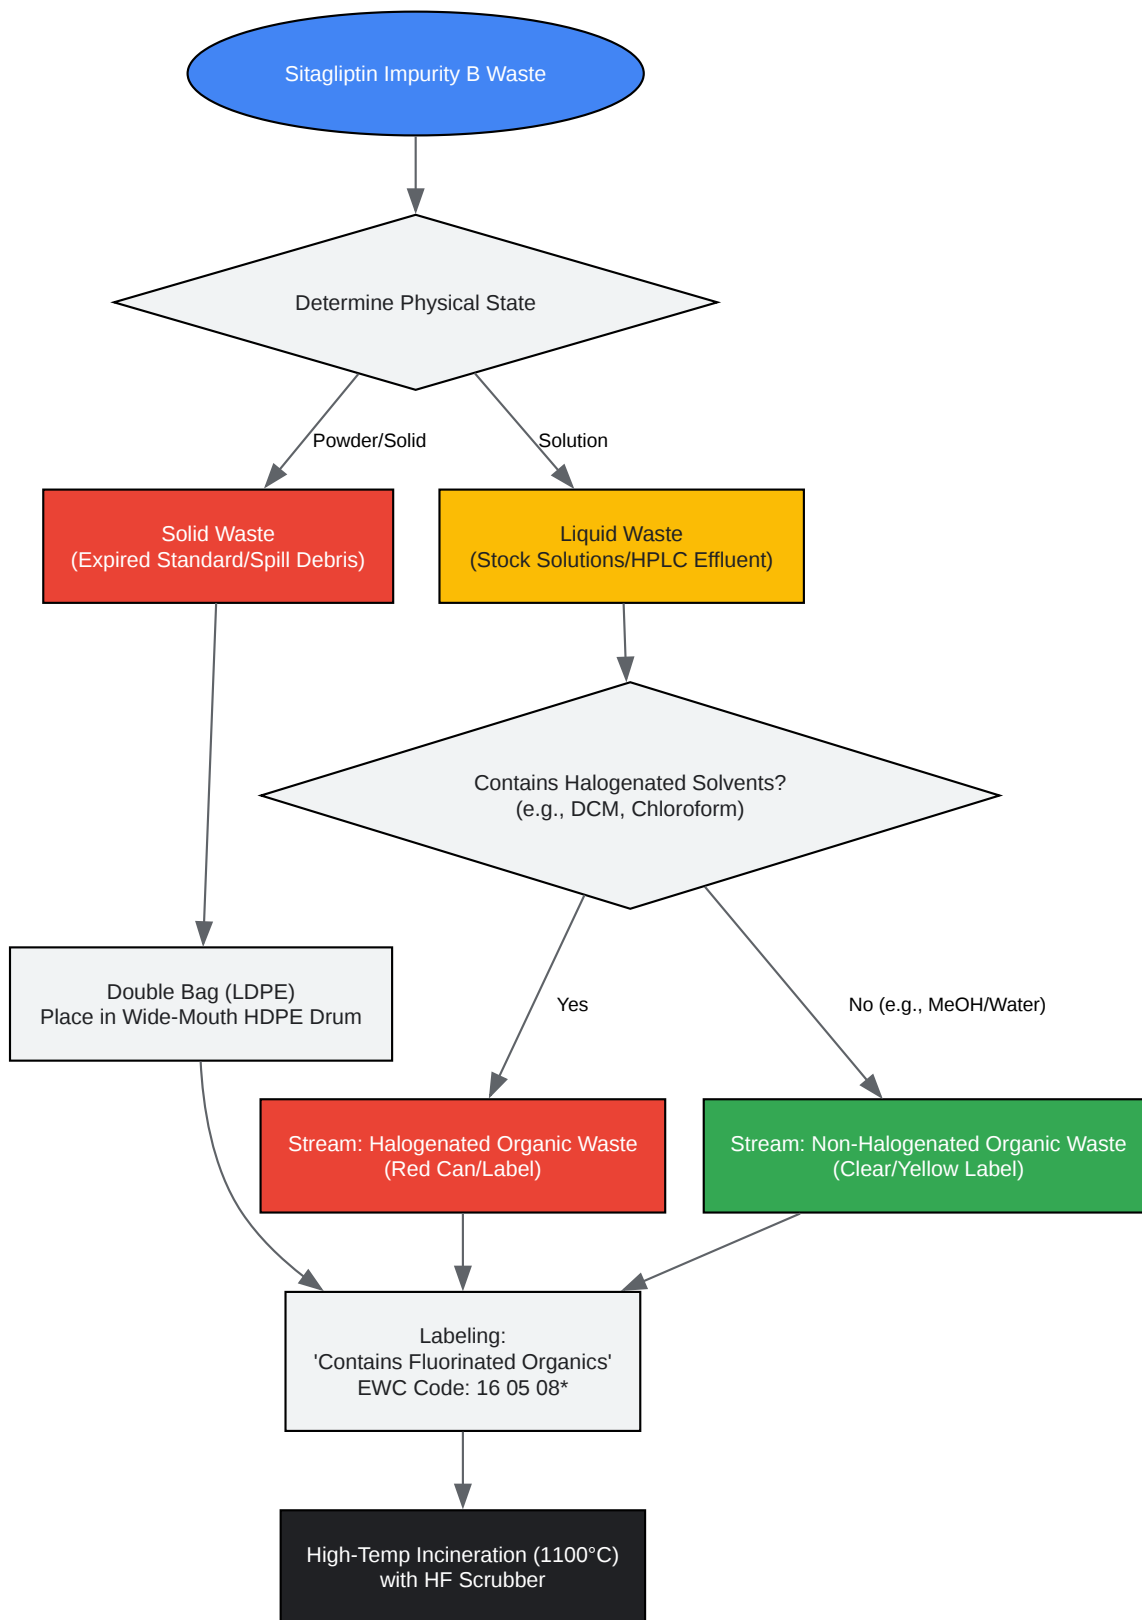 Sitagliptin Impurity B Waste
Determine Physical State
Powder/Solid
Solution
Solid Waste
(Expired Standard/Spill Debris)
Liquid Waste
(Stock Solutions/HPLC Effluent)
Contains Halogenated Solvents?
(e.g., DCM, Chloroform)
Double Bag (LDPE)
Place in Wide-Mouth HDPE Drum
Yes
No (e.g., MeOH/Water)
Stream: Halogenated Organic Waste
(Red Can/Label)
Stream: Non-Halogenated Organic Waste
(Clear/Yellow Label)
Labeling:
'Contains Fluorinated Organics'
EWC Code: 16 05 08*
High-Temp Incineration (1100°C)
with HF Scrubber